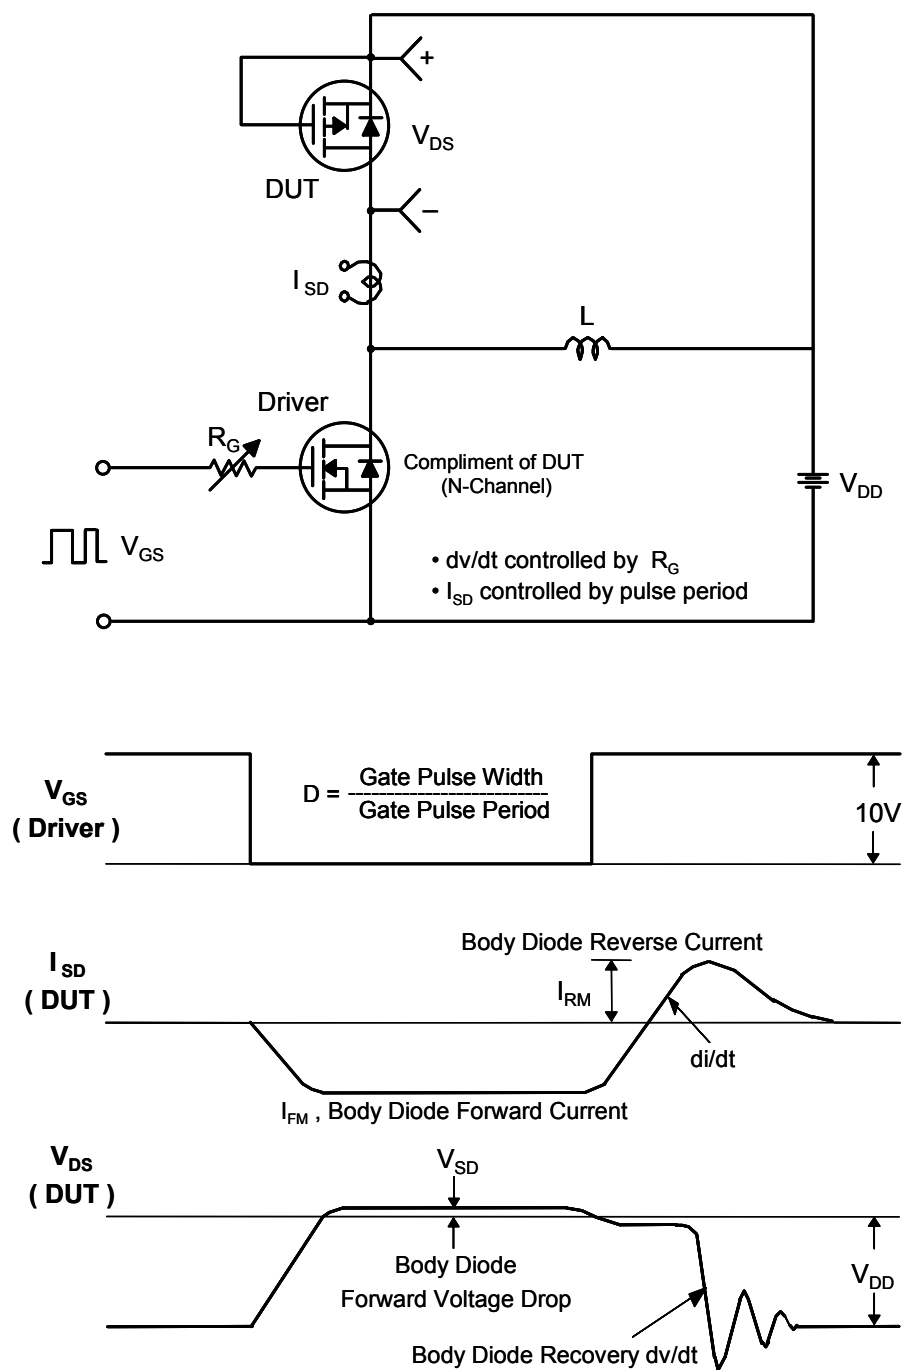 +
V_DS
DUT
−
I_SD
L
Driver
R_G
Compliment of DUT
(N-Channel)
V_DD
V_GS
• dv/dt controlled by R_G
• I_SD controlled by pulse period
V_GS
( Driver )
D = Gate Pulse Width
--------------------------
Gate Pulse Period
10V
I_SD
( DUT )
Body Diode Reverse Current
I_RM
di/dt
I_FM , Body Diode Forward Current
V_DS
( DUT )
V_SD
Body Diode
Forward Voltage Drop
V_DD
Body Diode Recovery dv/dt